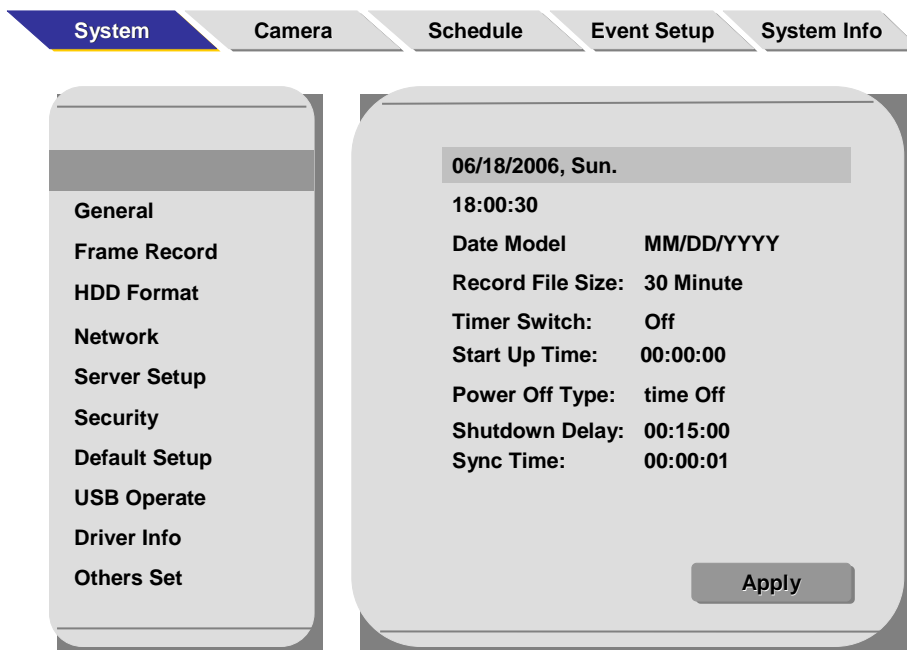 System Camera Schedule Event Setup System Info
General
Frame Record
HDD Format
Network
Server Setup
Security
Default Setup
USB Operate
Driver Info
Others Set
06/18/2006, Sun.
18:00:30
Date Model MM/DD/YYYY
Record File Size: 30 Minute
Timer Switch: Off
Start Up Time: 00:00:00
Power Off Type: time Off
Shutdown Delay: 00:15:00
Sync Time: 00:00:01
Apply